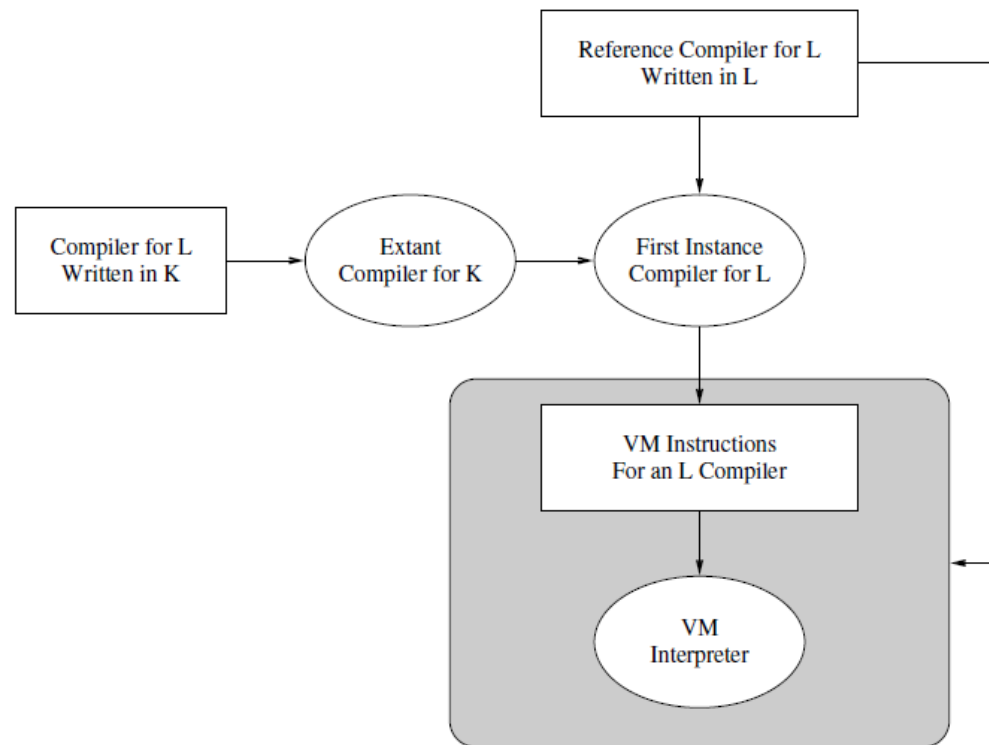 Reference Compiler for L
Written in L
Compiler for L
Written in K
Extant
Compiler for K
First Instance
Compiler for L
VM Instructions
For an L Compiler
VM
Interpreter